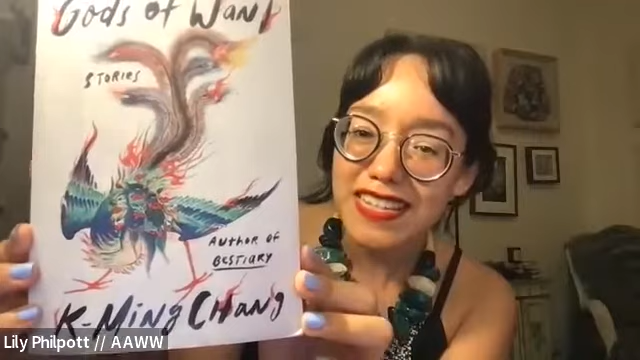 Gods of Want
STORIES
AUTHOR OF
BESTIARY
K-Ming Chang
Lily Philpott // AAWW